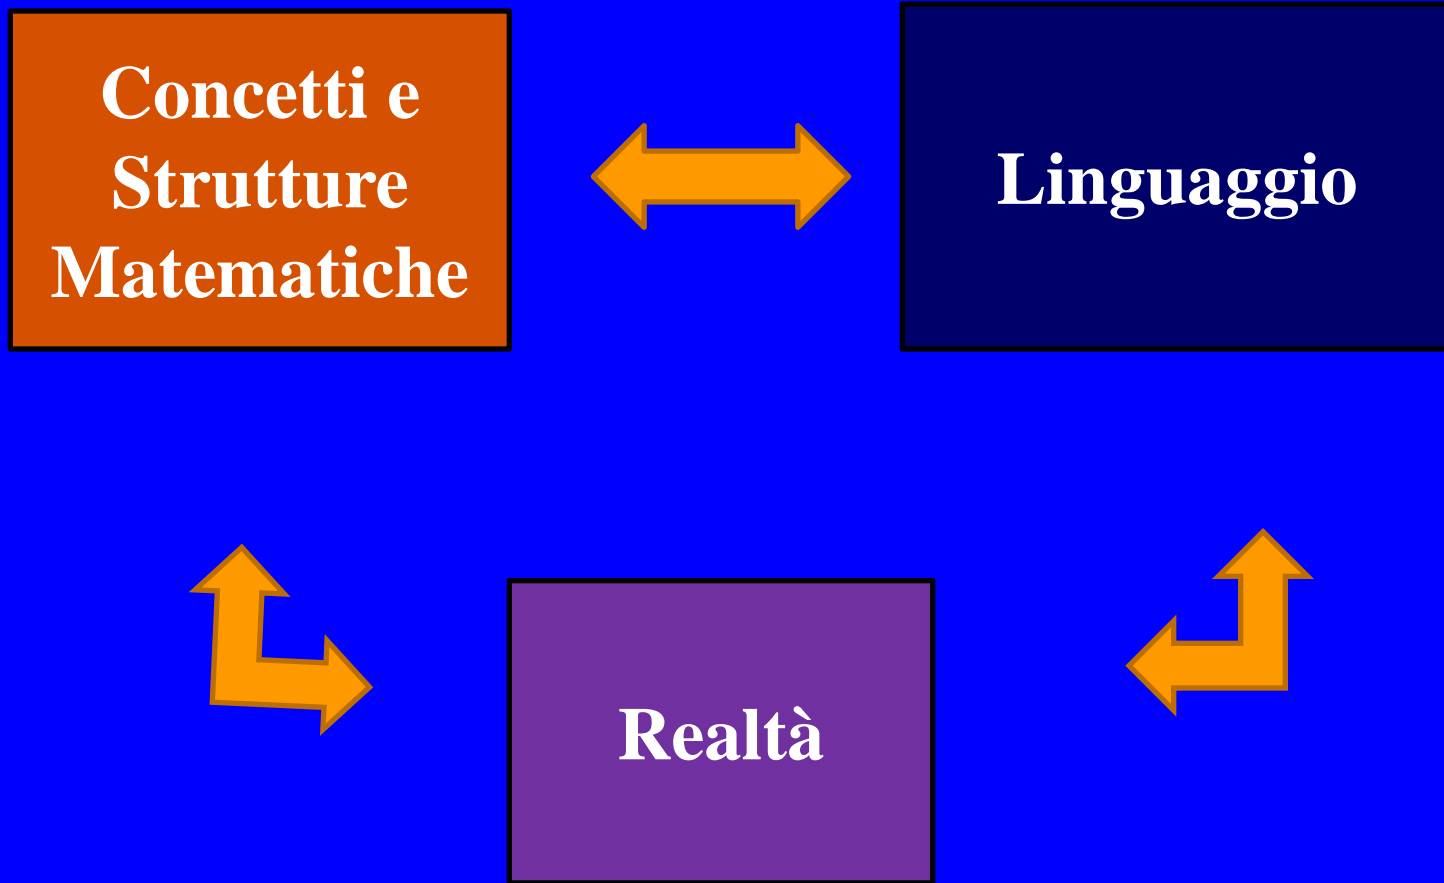 Concetti e
Strutture
Matematiche
Linguaggio
Realtà